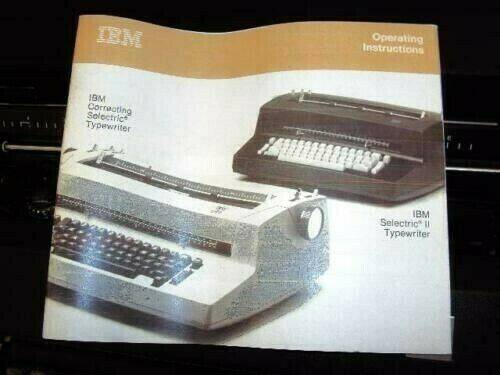 IBM
Operating
Instructions
IBM
Correcting
Selectric®
Typewriter
IBM
Selectric® II
Typewriter